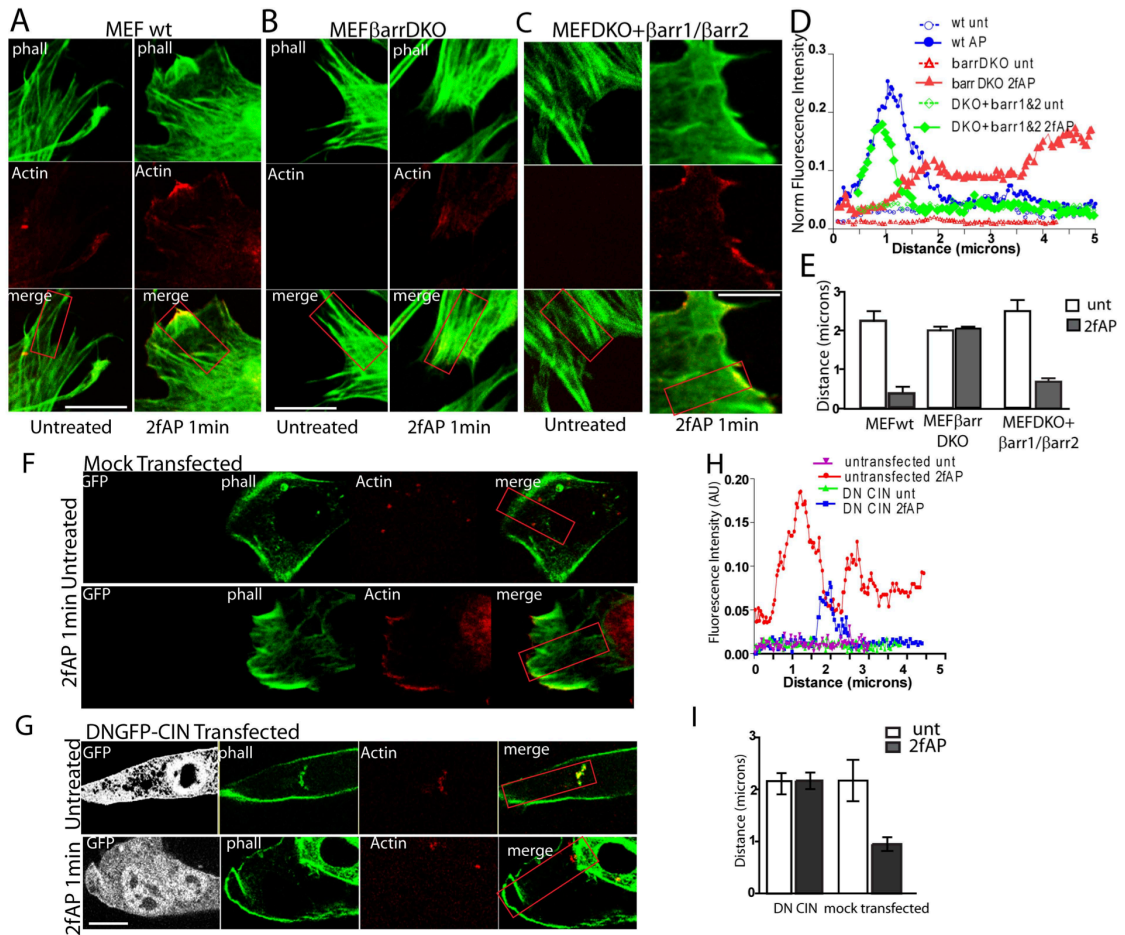 A
MEF wt
phall
phall
Actin
Actin
merge
merge
Untreated
2fAP 1min
B
MEFβarrDKO
phall
Actin
Actin
merge
merge
Untreated
2fAP 1min
C
MEFDKO+βarr1/βarr2
Untreated
2fAP 1min
D
wt unt
wt AP
barrDKO unt
barr DKO 2fAP
DKO+barr1&2 unt
DKO+barr1&2 2fAP
Norm Fluorescence Intensity
0.3
0.2
0.1
0.0
0 1 2 3 4 5
Distance (microns)
E
unt
2fAP
Distance (microns)
3
2
1
0
MEFwt
MEFβarr
DKO
MEFDKO+
βarr1/βarr2
F
Mock Transfected
GFP phall Actin merge
Untreated
GFP phall Actin merge
2fAP 1min
G
DNGFP-CIN Transfected
GFP phall Actin merge
Untreated
GFP phall Actin merge
2fAP 1min
H
untransfected unt
untransfected 2fAP
DN CIN unt
DN CIN 2fAP
Fluorescence Intensity (AU)
0.20
0.15
0.10
0.05
0.00
0 1 2 3 4 5
Distance (microns)
I
unt
2fAP
Distance (microns)
3
2
1
0
DN CIN mock transfected